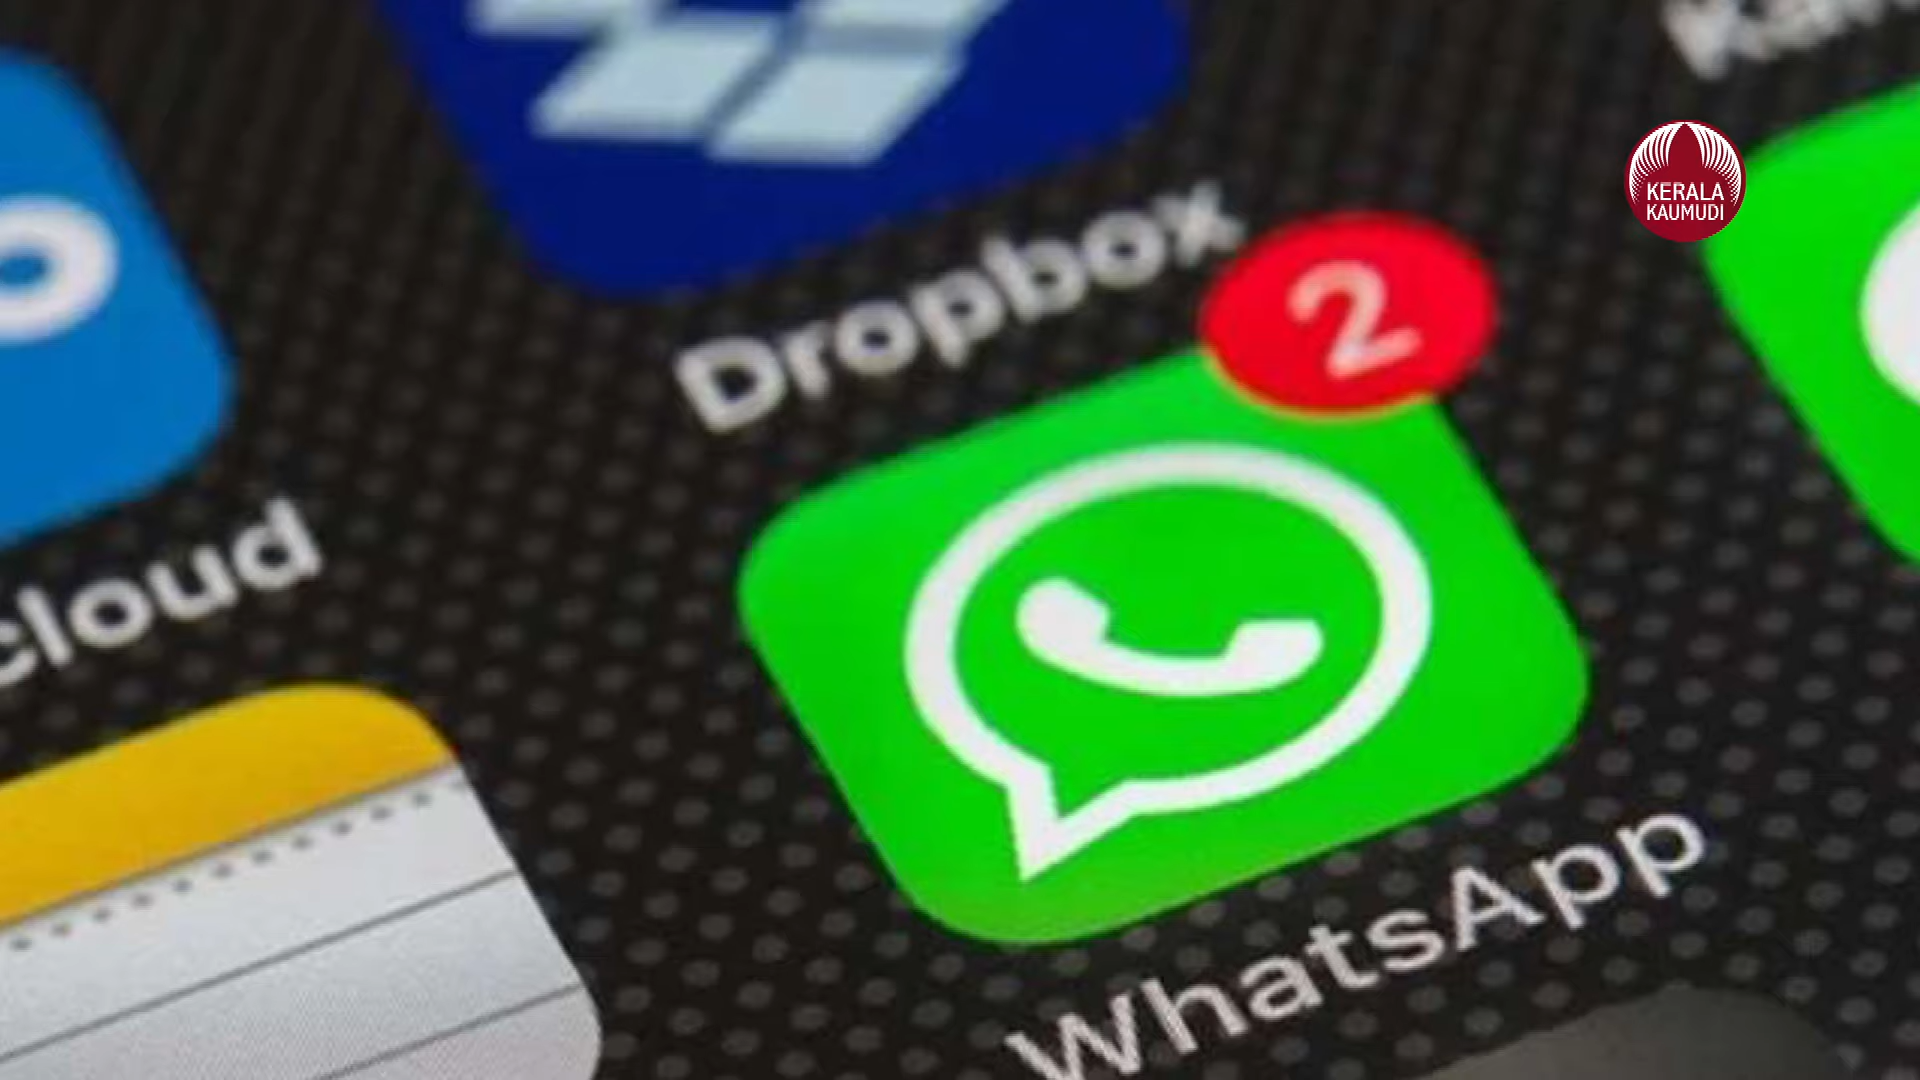 KERALA
KAUMUDI
Dropbox
2
cloud
WhatsApp